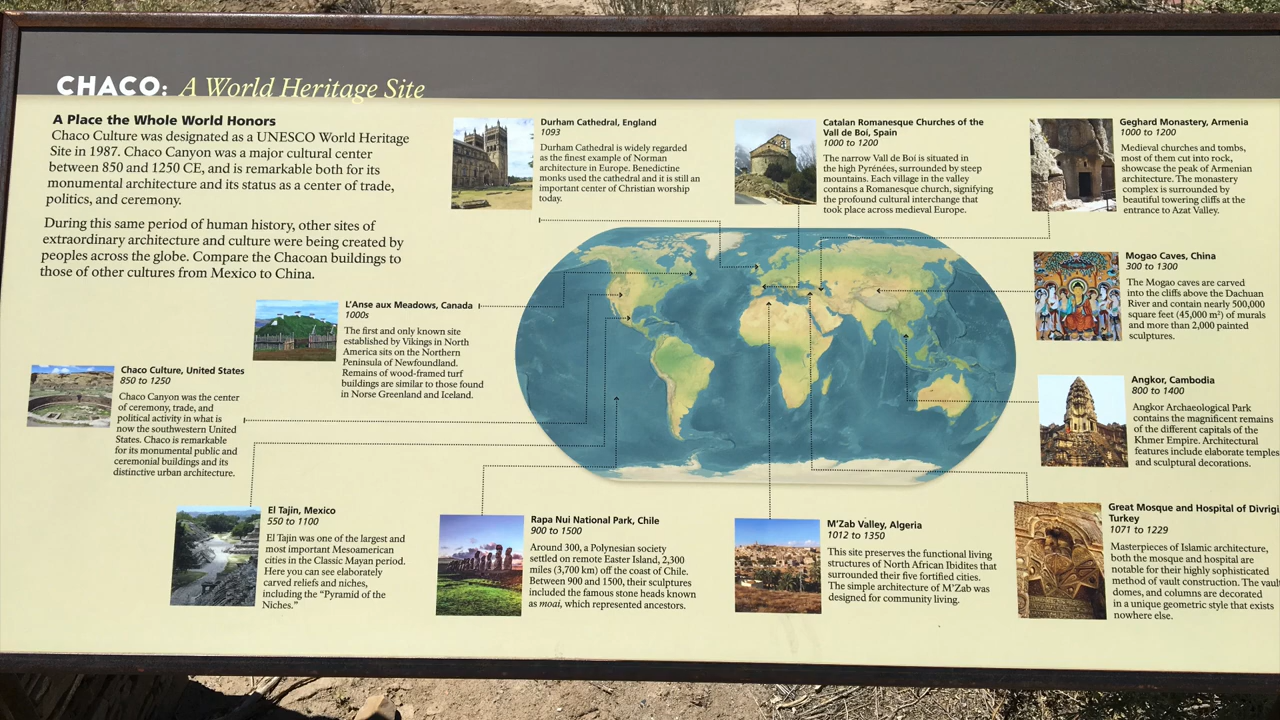 CHACO: A World Heritage Site
A Place the Whole World Honors
Chaco Culture was designated as a UNESCO World Heritage
Site in 1987. Chaco Canyon was a major cultural center
between 850 and 1250 CE, and is remarkable both for its
monumental architecture and its status as a center of trade,
politics, and ceremony.
During this same period of human history, other sites of
extraordinary architecture and culture were being created by
peoples across the globe. Compare the Chacoan buildings to
those of other cultures from Mexico to China.
Durham Cathedral, England
1093
Durham Cathedral is widely regarded
as the finest example of Norman
architecture in Europe. Benedictine
monks used the cathedral and it is still an
important center of Christian worship
today.
Catalan Romanesque Churches of the
Vall de Boí, Spain
1000 to 1200
The narrow Vall de Boí is situated in
the high Pyrénées, surrounded by steep
mountains. Each village in the valley
contains a Romanesque church, signifying
the profound cultural interchange that
took place across medieval Europe.
Geghard Monastery, Armenia
1000 to 1200
Medieval churches and tombs,
most of them cut into rock,
showcase the peak of Armenian
architecture. The monastery
complex is surrounded by
beautiful towering cliffs at the
entrance to Azat Valley.
Mogao Caves, China
300 to 1300
The Mogao caves are carved
into the cliffs above the Dachuan
River and contain nearly 500,000
square feet (45,000 m²) of murals
and more than 2,000 painted
sculptures.
L'Anse aux Meadows, Canada
1000s
The first and only known site
established by Vikings in North
America sits on the Northern
Peninsula of Newfoundland.
Remains of wood-framed turf
buildings are similar to those found
in Norse Greenland and Iceland.
Chaco Culture, United States
850 to 1250
Chaco Canyon was the center
of ceremony, trade, and
political activity in what is
now the southwestern United
States. Chaco is remarkable
for its monumental public and
ceremonial buildings and its
distinctive urban architecture.
Angkor, Cambodia
800 to 1400
Angkor Archaeological Park
contains the magnificent remains
of the different capitals of the
Khmer Empire. Architectural
features include elaborate temples
and sculptural decorations.
El Tajin, Mexico
550 to 1100
El Tajin was one of the largest and
most important Mesoamerican
cities in the Classic Mayan period.
Here you can see elaborately
carved reliefs and niches,
including the "Pyramid of the
Niches."
Rapa Nui National Park, Chile
900 to 1500
Around 300, a Polynesian society
settled on remote Easter Island, 2,300
miles (3,700 km) off the coast of Chile.
Between 900 and 1500, their sculptures
included the famous stone heads known
as moai, which represented ancestors.
M'Zab Valley, Algeria
1012 to 1350
This site preserves the functional living
structures of North African Ibidites that
surrounded their five fortified cities.
The simple architecture of M'Zab was
designed for community living.
Great Mosque and Hospital of Divriği
Turkey
1071 to 1229
Masterpieces of Islamic architecture,
both the mosque and hospital are
notable for their highly sophisticated
method of vault construction. The vault
domes, and columns are decorated
in a unique geometric style that exists
nowhere else.